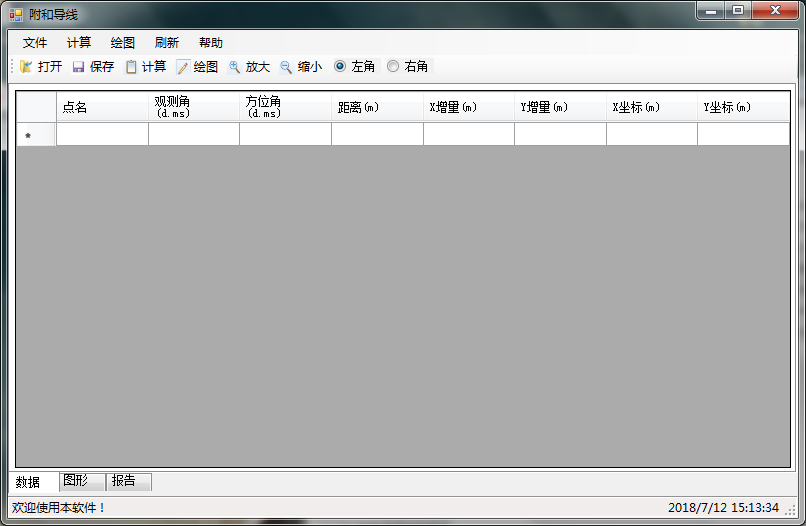 附和导线
文件 计算 绘图 刷新 帮助
打开 保存 计算 绘图 放大 缩小 左角 右角
点名 观测角 (d.ms) 方位角 (d.ms) 距离(m) X增量(m) Y增量(m) X坐标(m) Y坐标(m)
*
数据 图形 报告
欢迎使用本软件！ 2018/7/12 15:13:34